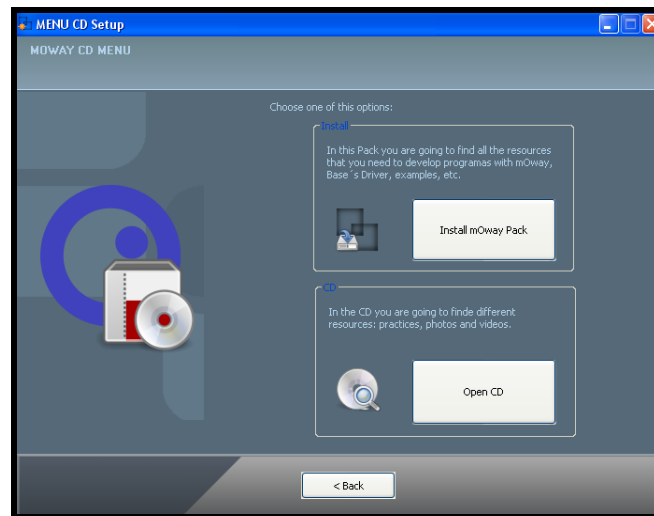 MENU CD Setup
MOWAY CD MENU
Choose one of this options:
Install
In this Pack you are going to find all the resources
that you need to develop programas with mOway,
Base´s Driver, examples, etc.
Install mOway Pack
CD
In the CD you are going to finde different
resources: practices, photos and videos.
Open CD
< Back